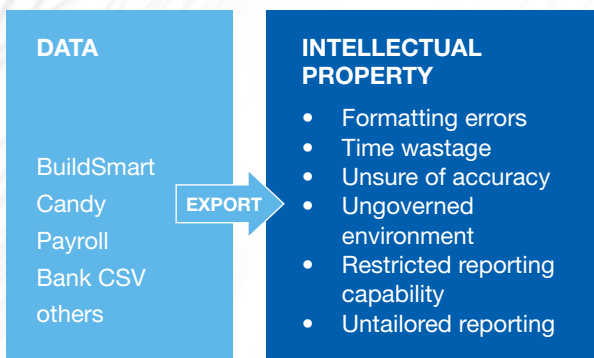 DATA
BuildSmart
Candy
Payroll
Bank CSV
others
EXPORT
INTELLECTUAL
PROPERTY
• Formatting errors
• Time wastage
• Unsure of accuracy
• Ungoverned
environment
• Restricted reporting
capability
• Untailored reporting